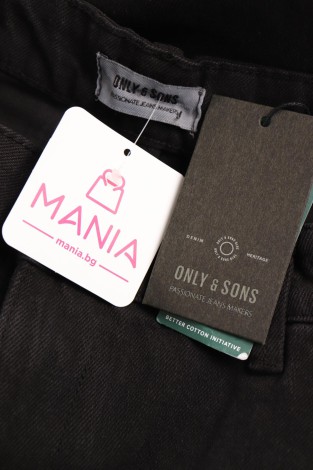 ONLY & SONS
PASSIONATE JEANS MAKERS
MANIA
mania.bg
DENIM
HERITAGE
ONLY & SONS
PASSIONATE JEANS MAKERS
BETTER COTTON INITIATIVE